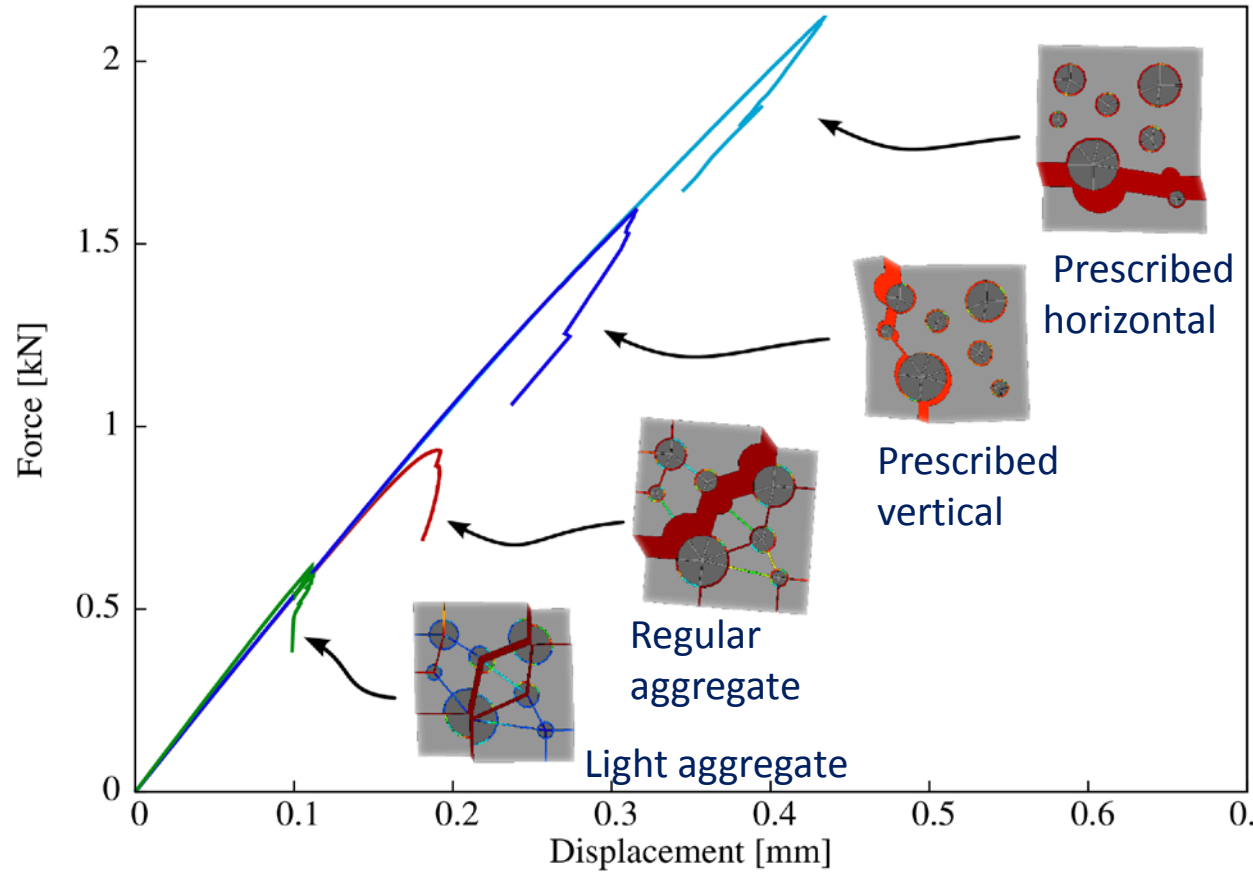 2
1.5
1
0.5
0
Force [kN]
Prescribed
horizontal
Prescribed
vertical
Regular
aggregate
Light aggregate
0 0.1 0.2 0.3 0.4 0.5 0.6 0.
Displacement [mm]